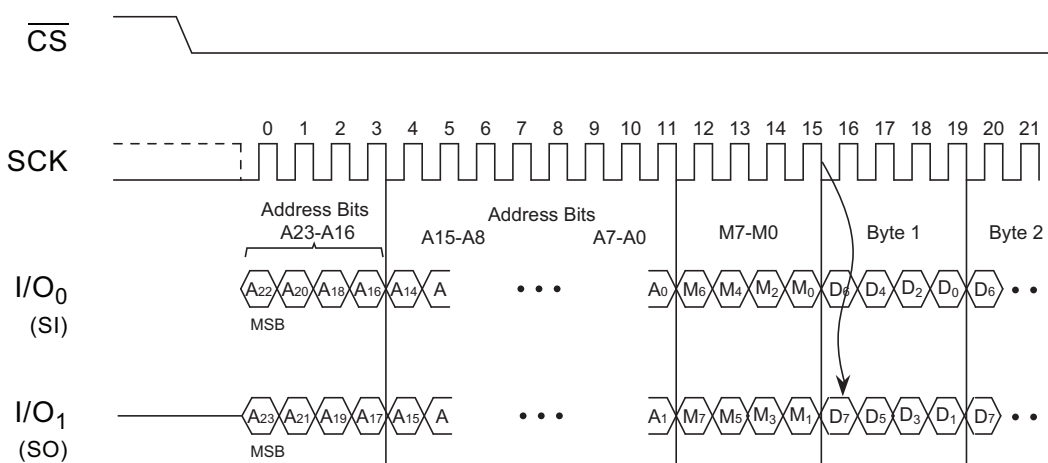 CS
0 1 2 3 4 5 6 7 8 9 10 11 12 13 14 15 16 17 18 19 20 21
SCK
Address Bits
A23-A16
Address Bits
A15-A8
A7-A0
M7-M0
Byte 1
Byte 2
I/O0
(SI)
A22 A20 A18 A16 A14 A • • • A0 M6 M4 M2 M0 D6 D4 D2 D0 D6 • •
MSB
I/O1
(SO)
A23 A21 A19 A17 A15 A • • • A1 M7 M5 M3 M1 D7 D5 D3 D1 D7 • •
MSB